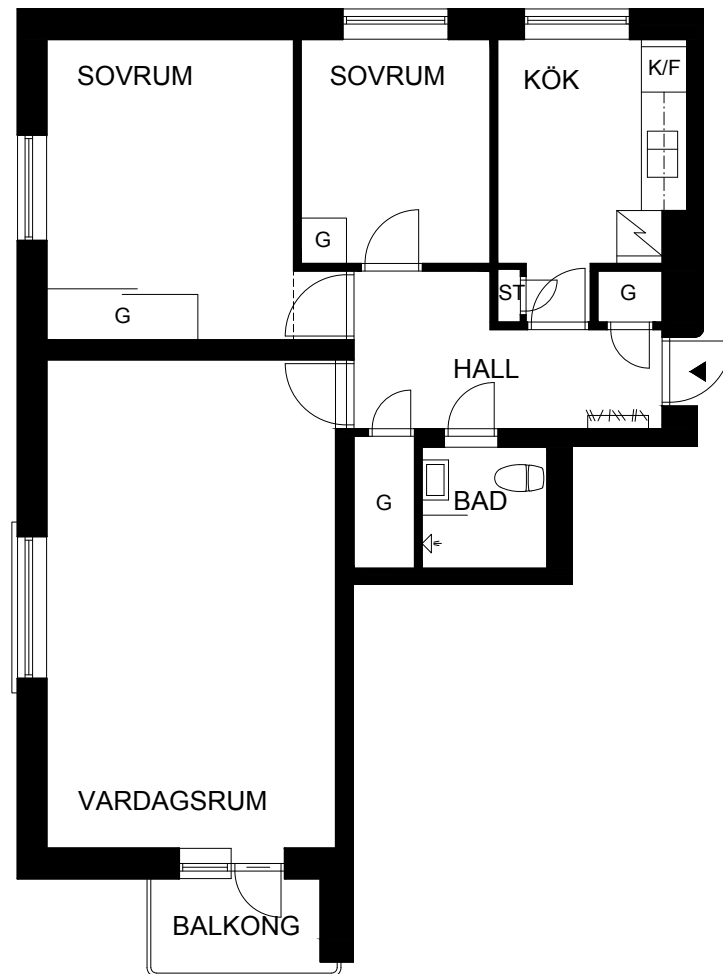 SOVRUM
SOVRUM
KÖK
K/F
G
ST
G
G
HALL
G
BAD
VARDAGSRUM
BALKONG